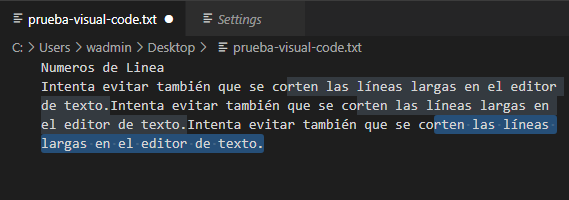 prueba-visual-code.txt ● Settings
C: > Users > wadmin > Desktop > prueba-visual-code.txt
Numeros de Linea
Intenta evitar también que se corten las líneas largas en el editor
de texto.Intenta evitar también que se corten las líneas largas en
el editor de texto.Intenta evitar también que se corten las líneas
largas en el editor de texto.